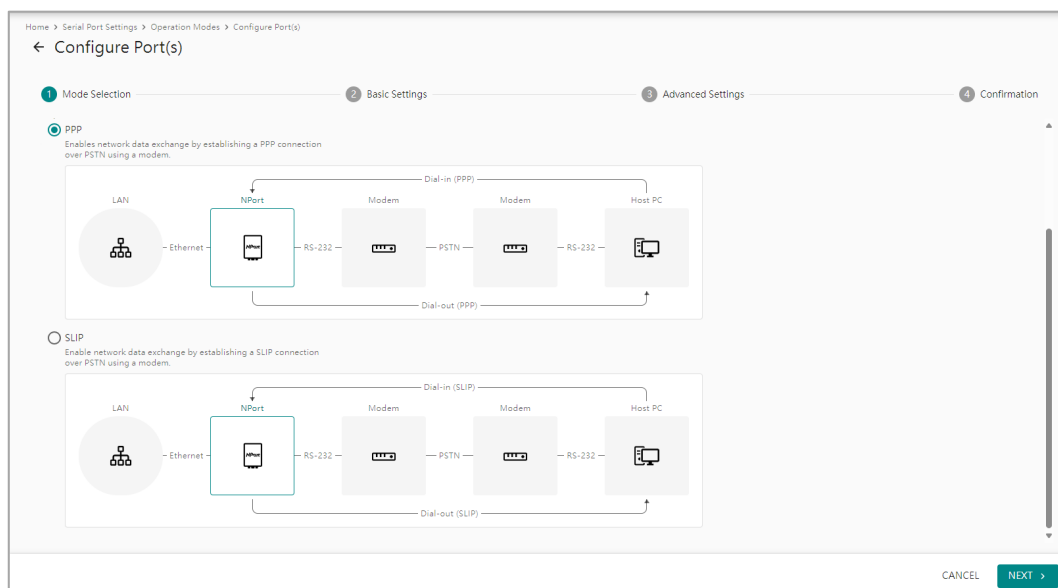 Home > Serial Port Settings > Operation Modes > Configure Port(s)
← Configure Port(s)
1 Mode Selection 2 Basic Settings 3 Advanced Settings 4 Confirmation
PPP
Enables network data exchange by establishing a PPP connection
over PSTN using a modem.
Dial-in (PPP)
LAN NPort Modem Modem Host PC
NPort
Ethernet RS-232 PSTN RS-232
Dial-out (PPP)
SLIP
Enable network data exchange by establishing a SLIP connection
over PSTN using a modem.
Dial-in (SLIP)
LAN NPort Modem Modem Host PC
NPort
Ethernet RS-232 PSTN RS-232
Dial-out (SLIP)
CANCEL NEXT >